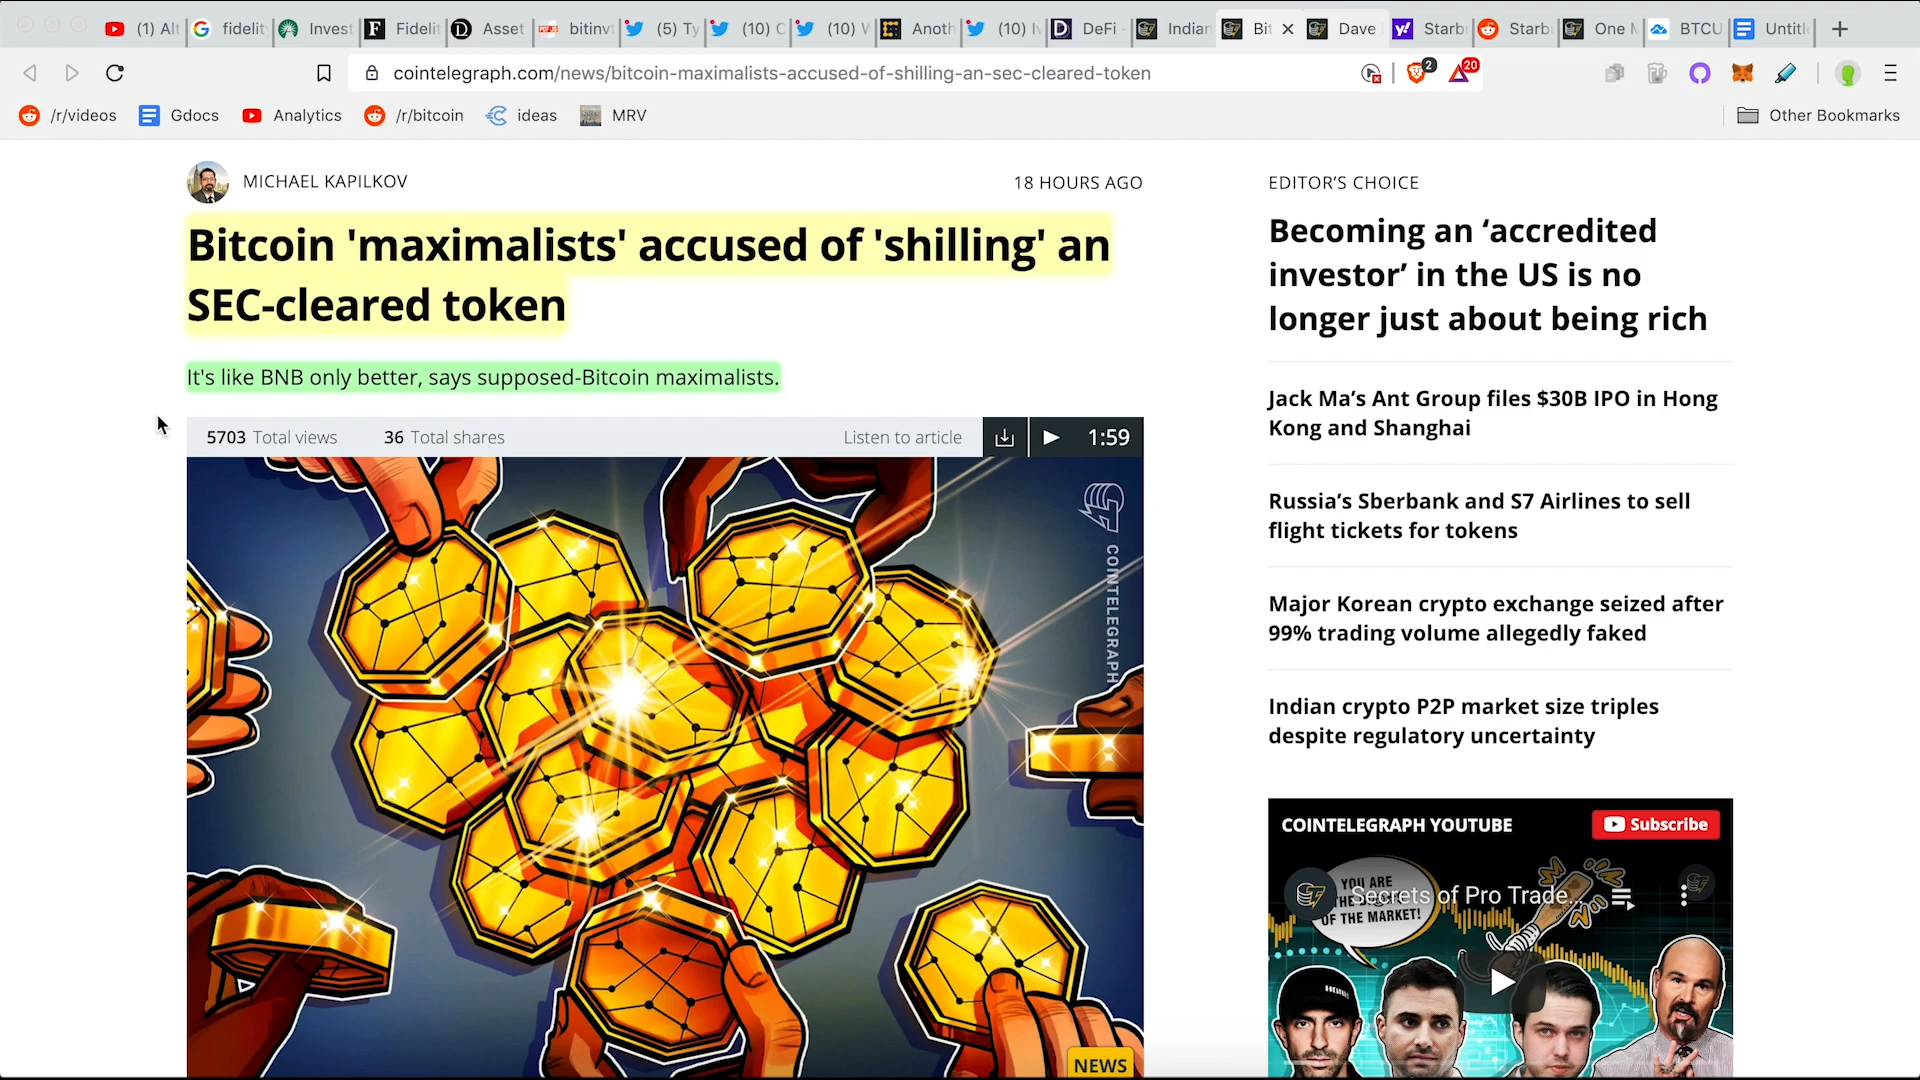 (1) Alt
fidelit
Invest
Fidelit
Asset
bitinvt
(5) Ty
(10) C
(10) W
Anoth
(10) Iv
DeFi -
Indian
Bit
Dave
Starbu
Starbu
One M
BTCU
Untitle
cointelegraph.com/news/bitcoin-maximalists-accused-of-shilling-an-sec-cleared-token
2
20
/r/videos
Gdocs
Analytics
/r/bitcoin
ideas
MRV
Other Bookmarks
MICHAEL KAPILKOV
18 HOURS AGO
Bitcoin 'maximalists' accused of 'shilling' an
SEC-cleared token
It's like BNB only better, says supposed-Bitcoin maximalists.
5703 Total views
36 Total shares
Listen to article
1:59
COINTELEGRAPH
NEWS
EDITOR’S CHOICE
Becoming an ‘accredited
investor’ in the US is no
longer just about being rich
Jack Ma’s Ant Group files $30B IPO in Hong
Kong and Shanghai
Russia’s Sberbank and S7 Airlines to sell
flight tickets for tokens
Major Korean crypto exchange seized after
99% trading volume allegedly faked
Indian crypto P2P market size triples
despite regulatory uncertainty
COINTELEGRAPH YOUTUBE
Subscribe
YOU ARE
Secrets of Pro Trade...
OF THE MARKET!